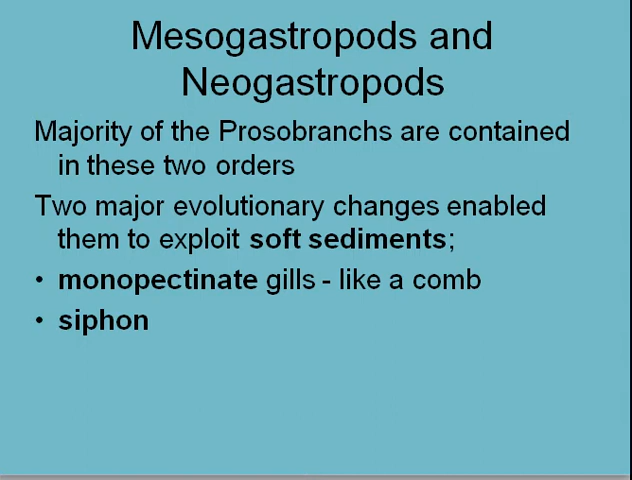 Mesogastropods and
Neogastropods
Majority of the Prosobranchs are contained
in these two orders
Two major evolutionary changes enabled
them to exploit soft sediments;
• monopectinate gills - like a comb
• siphon